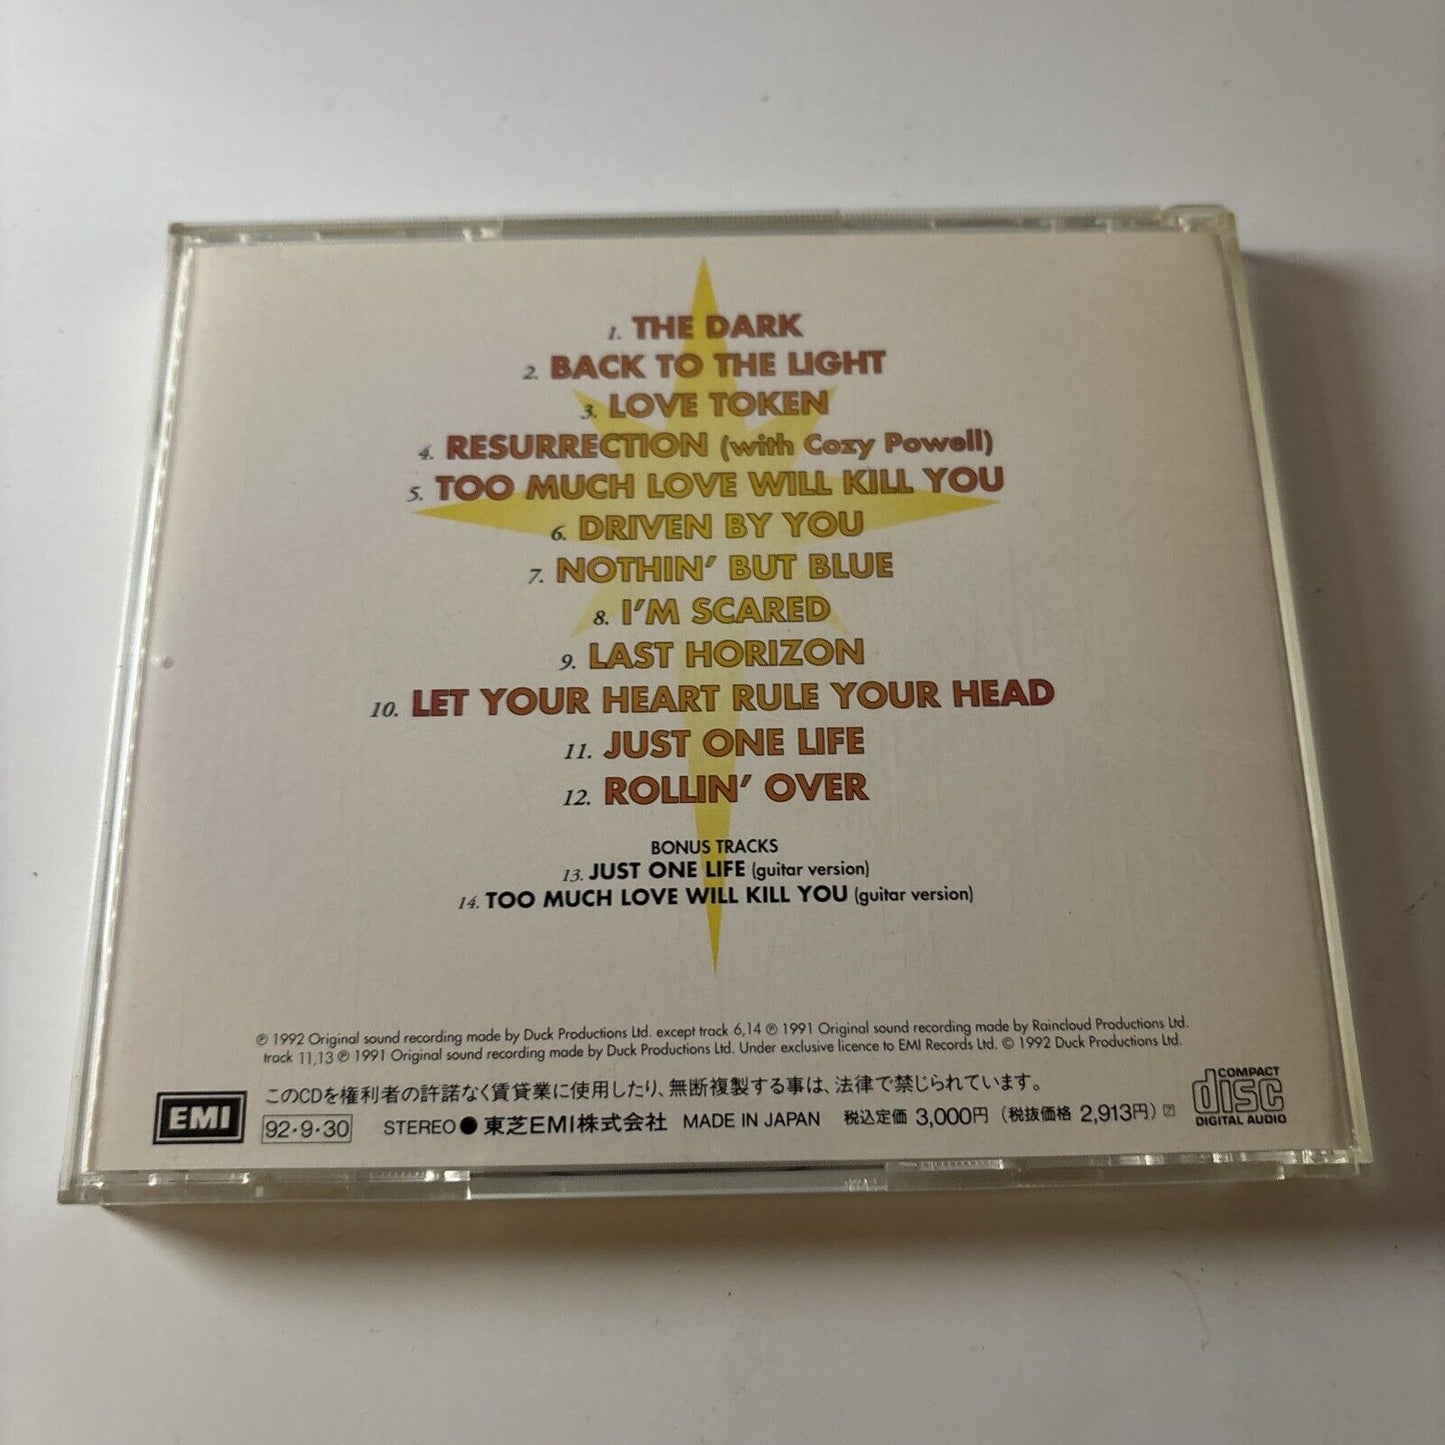 1. THE DARK
2. BACK TO THE LIGHT
3. LOVE TOKEN
4. RESURRECTION (with Cozy Powell)
5. TOO MUCH LOVE WILL KILL YOU
6. DRIVEN BY YOU
7. NOTHIN' BUT BLUE
8. I'M SCARED
9. LAST HORIZON
10. LET YOUR HEART RULE YOUR HEAD
11. JUST ONE LIFE
12. ROLLIN' OVER
BONUS TRACKS
13. JUST ONE LIFE (guitar version)
14. TOO MUCH LOVE WILL KILL YOU (guitar version)
℗ 1992 Original sound recording made by Duck Productions Ltd. except track 6,14 ℗ 1991 Original sound recording made by Raincloud Productions Ltd.
track 11,13 ℗ 1991 Original sound recording made by Duck Productions Ltd. Under exclusive licence to EMI Records Ltd. © 1992 Duck Productions Ltd.
このCDを権利者の許諾なく賃貸業に使用したり、無断複製する事は、法律で禁じられています。
EMI 92・9・30 STEREO●東芝EMI株式会社 MADE IN JAPAN 税込定価 3,000円 (税抜価格 2,913円)
COMPACT
disc
DIGITAL AUDIO